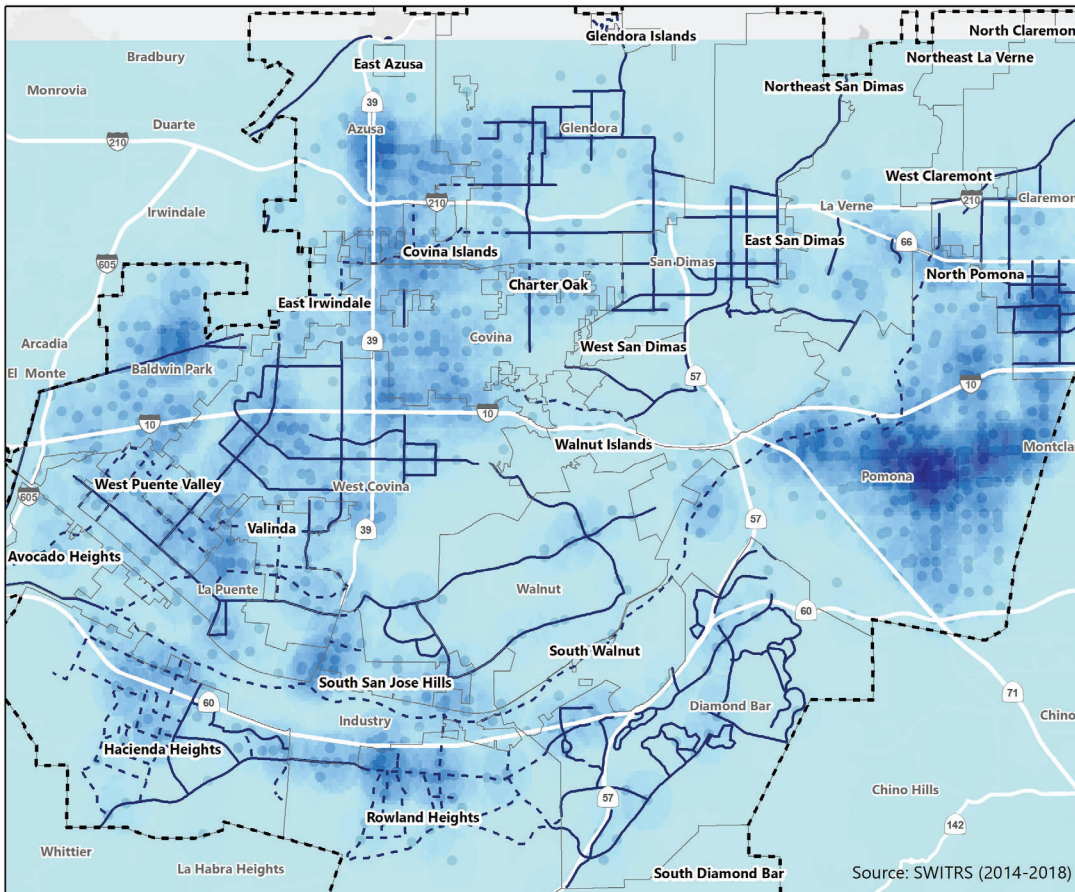 Glendora Islands
North Claremon
Bradbury
East Azusa
Northeast La Verne
Northeast San Dimas
Monrovia
39
Duarte
Azusa
Glendora
210
West Claremont
210
Claremon
Irwindale
La Verne
66
East San Dimas
Covina Islands
San Dimas
605
North Pomona
Charter Oak
East Irwindale
Arcadia
39
Covina
West San Dimas
El Monte
Baldwin Park
57
10
10
10
Walnut Islands
Montcla
Pomona
West Puente Valley
West Covina
605
Valinda
39
57
Avocado Heights
La Puente
Walnut
60
South Walnut
South San Jose Hills
60
Industry
Diamond Bar
71
Chino
Hacienda Heights
57
Chino Hills
Rowland Heights
142
Whittier
La Habra Heights
South Diamond Bar
Source: SWITRS (2014-2018)